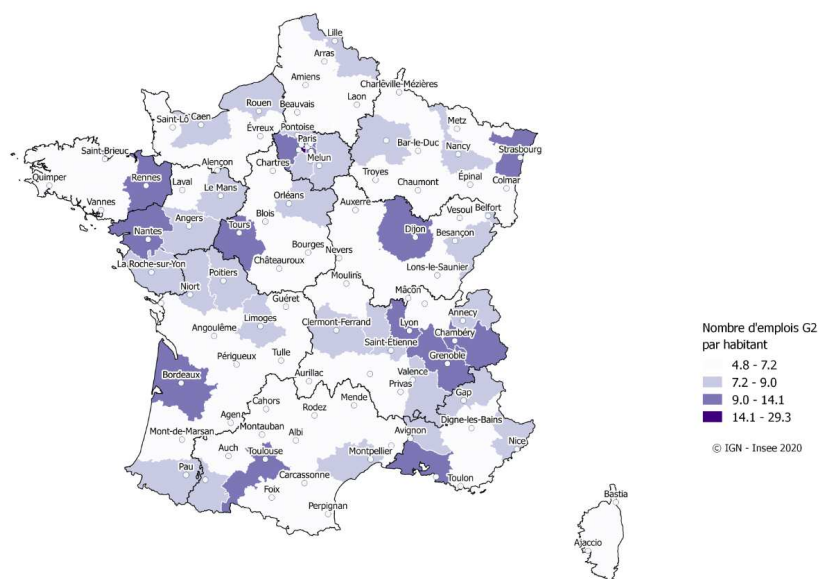 Lille
Arras
Amiens
Charleville-Mézières
Rouen
Beauvais
Laon
Saint-Lô
Caen
Évreux
Pontoise
Paris
Metz
Bar-le-Duc
Nancy
Strasbourg
Saint-Brieuc
Alençon
Chartres
Melun
Quimper
Rennes
Laval
Le Mans
Troyes
Chaumont
Épinal
Colmar
Vannes
Orléans
Auxerre
Vesoul
Belfort
Angers
Blois
Nantes
Tours
Dijon
Besançon
Bourges
Nevers
La Roche-sur-Yon
Poitiers
Châteauroux
Lons-le-Saunier
Moulins
Niort
Guéret
Mâcon
Limoges
Annecy
Angoulême
Clermont-Ferrand
Lyon
Chambéry
Saint-Étienne
Périgueux
Tulle
Grenoble
Aurillac
Valence
Privas
Bordeaux
Cahors
Mende
Gap
Rodez
Agen
Montauban
Digne-les-Bains
Mont-de-Marsan
Albi
Avignon
Nice
Auch
Toulouse
Montpellier
Pau
Carcassonne
Toulon
Foix
Perpignan
Bastia
Ajaccio
Nombre d'emplois G2
par habitant
4.8 - 7.2
7.2 - 9.0
9.0 - 14.1
14.1 - 29.3
© IGN - Insee 2020